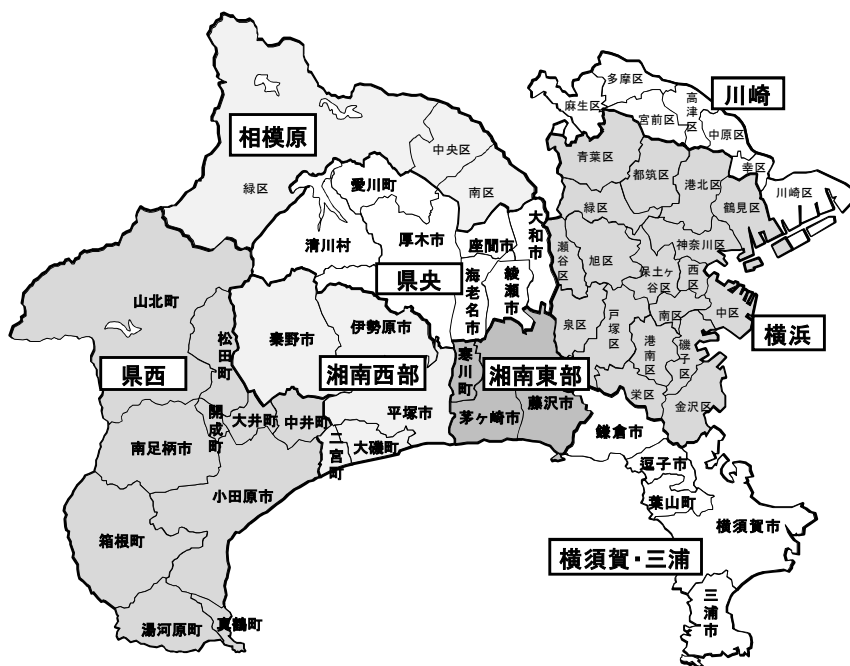 川崎
多摩区
麻生区
高津区
宮前区
中原区
幸区
川崎区
相模原
中央区
緑区
南区
青葉区
都筑区
港北区
鶴見区
緑区
神奈川区
瀬谷区
旭区
保土ヶ谷区
西区
中区
南区
泉区
戸塚区
港南区
磯子区
栄区
金沢区
横浜
愛川町
清川村
厚木市
座間市
大和市
県央
海老名市
綾瀬市
山北町
松田町
秦野市
伊勢原市
県西
湘南西部
寒川町
湘南東部
開成町
大井町
中井町
平塚市
茅ヶ崎市
藤沢市
南足柄市
二宮町
大磯町
鎌倉市
小田原市
逗子市
葉山町
箱根町
横須賀市
横須賀・三浦
三浦市
湯河原町
真鶴町